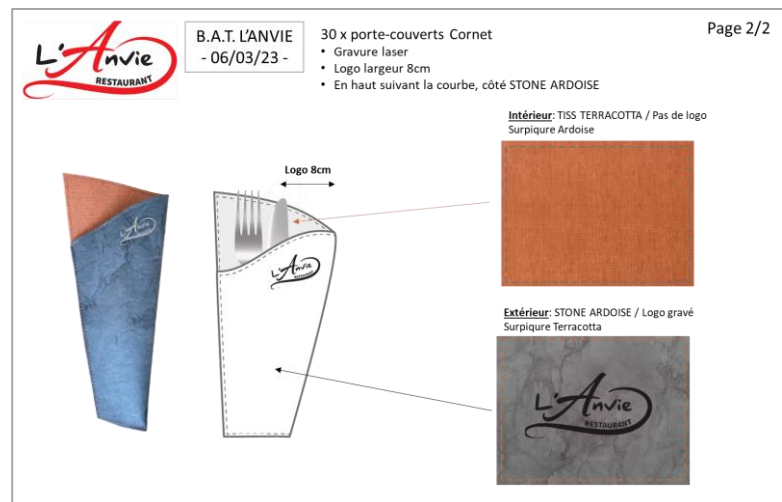 L'Anvie
RESTAURANT
B.A.T. L'ANVIE
- 06/03/23 -
30 x porte-couverts Cornet
• Gravure laser
• Logo largeur 8cm
• En haut suivant la courbe, côté STONE ARDOISE
Page 2/2
Intérieur: TISS TERRACOTTA / Pas de logo
Surpiqure Ardoise
Logo 8cm
L'Anvie
L'Anvie
RESTAURANT
Extérieur: STONE ARDOISE / Logo gravé
Surpiqure Terracotta
L'Anvie
RESTAURANT